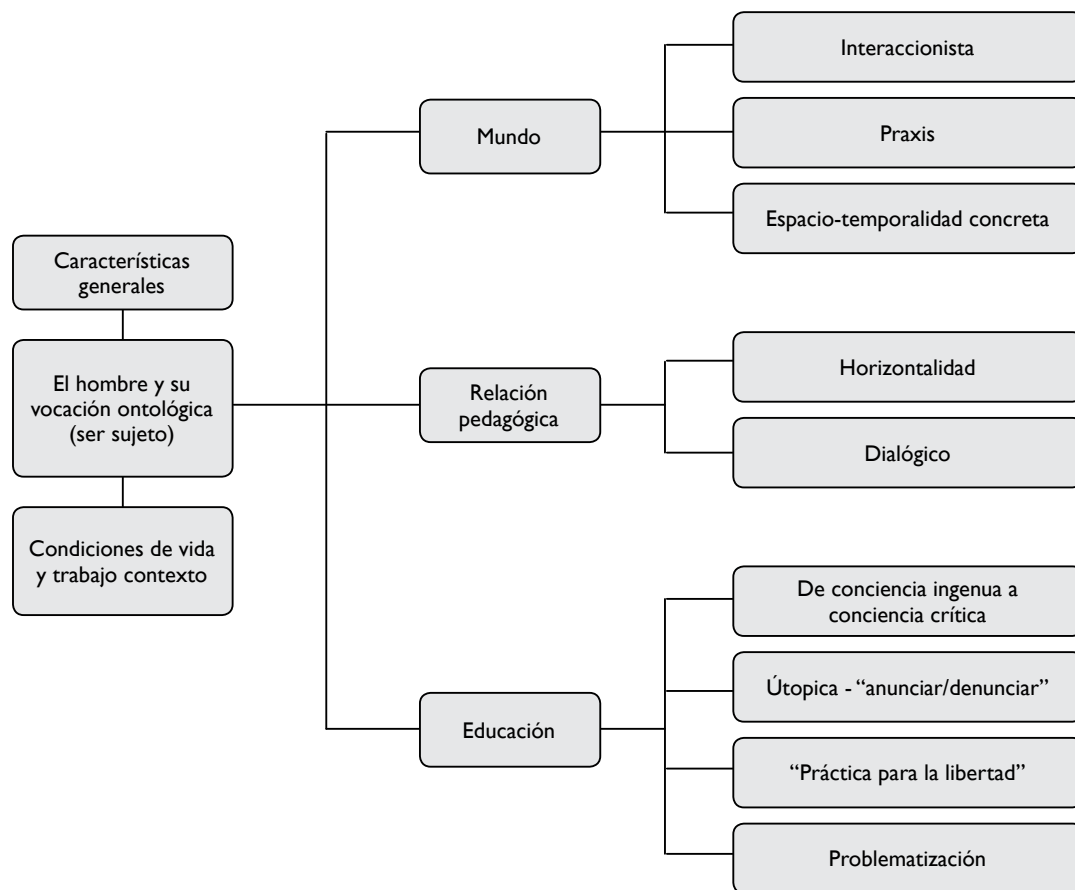 Características
generales
El hombre y su
vocación ontológica
(ser sujeto)
Condiciones de vida
y trabajo contexto
Mundo
Interaccionista
Praxis
Espacio-temporalidad concreta
Relación
pedagógica
Horizontalidad
Dialógico
Educación
De conciencia ingenua a
conciencia crítica
Útopica - “anunciar/denunciar”
“Práctica para la libertad”
Problematización